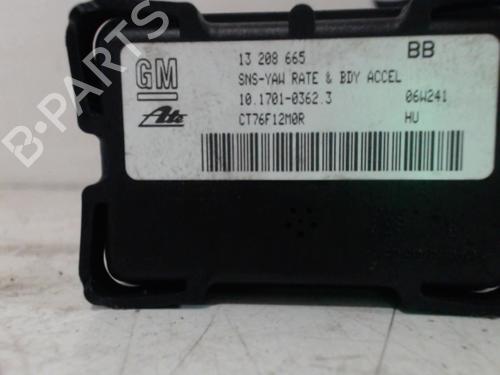 GM
13 208 665 BB
SNS-YAW RATE & BDY ACCEL
10.1701-0362.3 06W241
Ate CT76F12M0R HU
B-PARTS